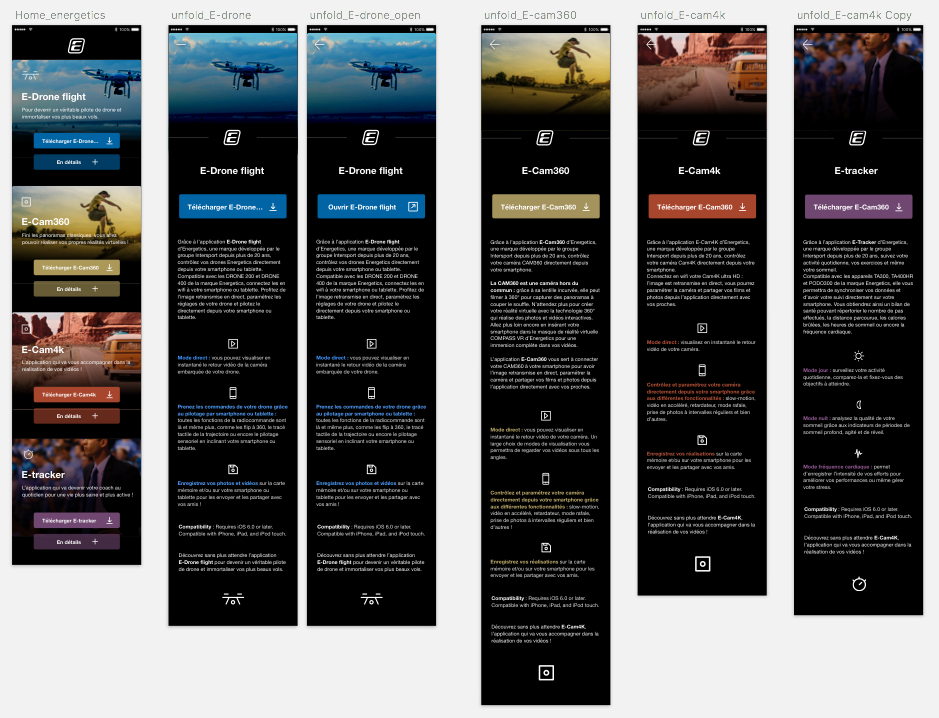 Home_energetics
100%
E-Drone flight
Pour devenir un véritable pilote de drone et
immortaliser vos plus beaux vols.
Télécharger E-Drone...
En détails
E-Cam360
Fini les panoramas classiques, vous allez
pouvoir réaliser vos propres réalités virtuelles !
Télécharger E-Cam360
En détails
E-Cam4k
L'application qui va vous accompagner dans la
réalisation de vos vidéos !
Télécharger E-Cam4k
En détails
E-tracker
L'application qui va devenir votre coach au
quotidien pour une vie plus saine et plus active !
Télécharger E-tracker
En détails
unfold_E-drone
100%
E-Drone flight
Télécharger E-Drone...
Grâce à l'application E-Drone flight
d'Energetics, une marque développée par le
groupe Intersport depuis plus de 20 ans,
contrôlez vos drones Energetics directement
depuis votre smartphone ou tablette.
Compatible avec les DRONE 200 et DRONE
400 de la marque Energetics, connectez les en
wifi à votre smartphone ou tablette. Profitez de
l'image retransmise en direct, paramétrez les
réglages de votre drone et pilotez le
directement depuis votre smartphone ou
tablette.
Mode direct : vous pouvez visualiser en
instantané le retour vidéo de la caméra
embarquée de votre drone.
Prenez les commandes de votre drone grâce
au pilotage par smartphone ou tablette :
toutes les fonctions de la radiocommande sont
là et même plus, comme les flip à 360, le tracé
tactile de la trajectoire ou encore le pilotage
sensoriel en inclinant votre smartphone ou
tablette.
Enregistrez vos photos et vidéos sur la carte
mémoire et/ou sur votre smartphone ou
tablette pour les envoyer et les partager avec
vos amis !
Compatibility : Requires iOS 6.0 or later.
Compatible with iPhone, iPad, and iPod touch.
Découvrez sans plus attendre l'application
E-Drone flight pour devenir un véritable pilote
de drone et immortaliser vos plus beaux vols.
unfold_E-drone_open
100%
E-Drone flight
Ouvrir E-Drone flight
Grâce à l'application E-Drone flight
d'Energetics, une marque développée par le
groupe Intersport depuis plus de 20 ans,
contrôlez vos drones Energetics directement
depuis votre smartphone ou tablette.
Compatible avec les DRONE 200 et DRONE
400 de la marque Energetics, connectez les en
wifi à votre smartphone ou tablette. Profitez de
l'image retransmise en direct, paramétrez les
réglages de votre drone et pilotez le
directement depuis votre smartphone ou
tablette.
Mode direct : vous pouvez visualiser en
instantané le retour vidéo de la caméra
embarquée de votre drone.
Prenez les commandes de votre drone grâce
au pilotage par smartphone ou tablette :
toutes les fonctions de la radiocommande sont
là et même plus, comme les flip à 360, le tracé
tactile de la trajectoire ou encore le pilotage
sensoriel en inclinant votre smartphone ou
tablette.
Enregistrez vos photos et vidéos sur la carte
mémoire et/ou sur votre smartphone ou
tablette pour les envoyer et les partager avec
vos amis !
Compatibility : Requires iOS 6.0 or later.
Compatible with iPhone, iPad, and iPod touch.
Découvrez sans plus attendre l'application
E-Drone flight pour devenir un véritable pilote
de drone et immortaliser vos plus beaux vols.
unfold_E-cam360
100%
E-Cam360
Télécharger E-Cam360
Grâce à l'application E-Cam360 d'Energetics,
une marque développée par le groupe
Intersport depuis plus de 20 ans, contrôlez
votre caméra CAM360 directement depuis
votre smartphone.
La CAM360 est une caméra hors du
commun : grâce à sa lentille incurvée, elle peut
filmer à 360° pour capturer des panoramas à
couper le souffle. N'attendez plus pour créer
votre réalité virtuelle avec la technologie 360°
qui réalise des photos et vidéos interactives.
Allez plus loin encore en insérant votre
smartphone dans le masque de réalité virtuelle
COMPASS VR d'Energetics pour une
immersion complète dans vos vidéos.
L'application E-Cam360 vous sert à connecter
votre CAM360 à votre smartphone pour avoir
l'image retransmise en direct, paramétrer la
caméra et partager vos films et photos depuis
l'application directement avec vos proches.
Mode direct : vous pouvez visualiser en
instantané le retour vidéo de votre caméra. Un
large choix de modes de visualisation vous
permettra de regarder vos vidéos sous tous les
angles.
Contrôlez et paramétrez votre caméra
directement depuis votre smartphone grâce
aux différentes fonctionnalités : slow-motion,
vidéo en accéléré, retardateur, mode rafale,
prise de photos à intervalles réguliers et bien
d'autres !
Enregistrez vos réalisations sur la carte
mémoire et/ou sur votre smartphone pour les
envoyer et les partager avec vos amis.
Compatibility : Requires iOS 6.0 or later.
Compatible with iPhone, iPad, and iPod touch.
Découvrez sans plus attendre E-Cam4K,
l'application qui va vous accompagner dans la
réalisation de vos vidéos !
unfold_E-cam4k
100%
E-Cam4k
Télécharger E-Cam360
Grâce à l'application E-Cam4K d'Energetics,
une marque développée par le groupe
Intersport depuis plus de 20 ans, contrôlez
votre caméra Cam4K directement depuis votre
smartphone.
Connectez en wifi votre Cam4K ultra HD :
l'image est retransmise en direct, vous pouvez
paramétrer la caméra et partager vos films et
photos depuis l'application directement avec
vos proches.
Mode direct : visualisez en instantané le retour
vidéo de votre caméra.
Contrôlez et paramétrez votre caméra
directement depuis votre smartphone grâce
aux différentes fonctionnalités : slow-motion,
vidéo en accéléré, retardateur, mode rafale,
prise de photos à intervalles réguliers et bien
d'autres !
Enregistrez vos réalisations sur la carte
mémoire et/ou sur votre smartphone pour les
envoyer et les partager avec vos amis.
Compatibility : Requires iOS 6.0 or later.
Compatible with iPhone, iPad, and iPod touch.
Découvrez sans plus attendre E-Cam4K,
l'application qui va vous accompagner dans la
réalisation de vos vidéos !
unfold_E-cam4k Copy
100%
E-tracker
Télécharger E-Cam360
Grâce à l'application E-Tracker d'Energetics,
une marque développée par le groupe
Intersport depuis plus de 20 ans, suivez votre
activité quotidienne, vos exercices et même
votre sommeil.
Compatible avec les appareils TA200, TA400HR
et PODC000 de la marque Energetics, elle vous
permettra de synchroniser vos données et
d'avoir votre suivi directement sur votre
smartphone. Vous obtiendrez ainsi un bilan de
santé pouvant répertorier le nombre de pas
effectués, la distance parcourue, les calories
brûlées, les heures de sommeil ou encore la
fréquence cardiaque.
Mode jour : surveillez votre activité
quotidienne, comparez-la et fixez-vous des
objectifs à atteindre.
Mode nuit : analysez la qualité de votre
sommeil grâce aux indicateurs de périodes de
sommeil profond, agité et de réveil.
Mode fréquence cardiaque : permet
d'enregistrer l'intensité de vos efforts pour
améliorer vos performances ou même gérer
votre stress.
Compatibility : Requires iOS 6.0 or later.
Compatible with iPhone, iPad, and iPod touch.
Découvrez sans plus attendre E-Cam4K,
l'application qui va vous accompagner dans la
réalisation de vos vidéos !